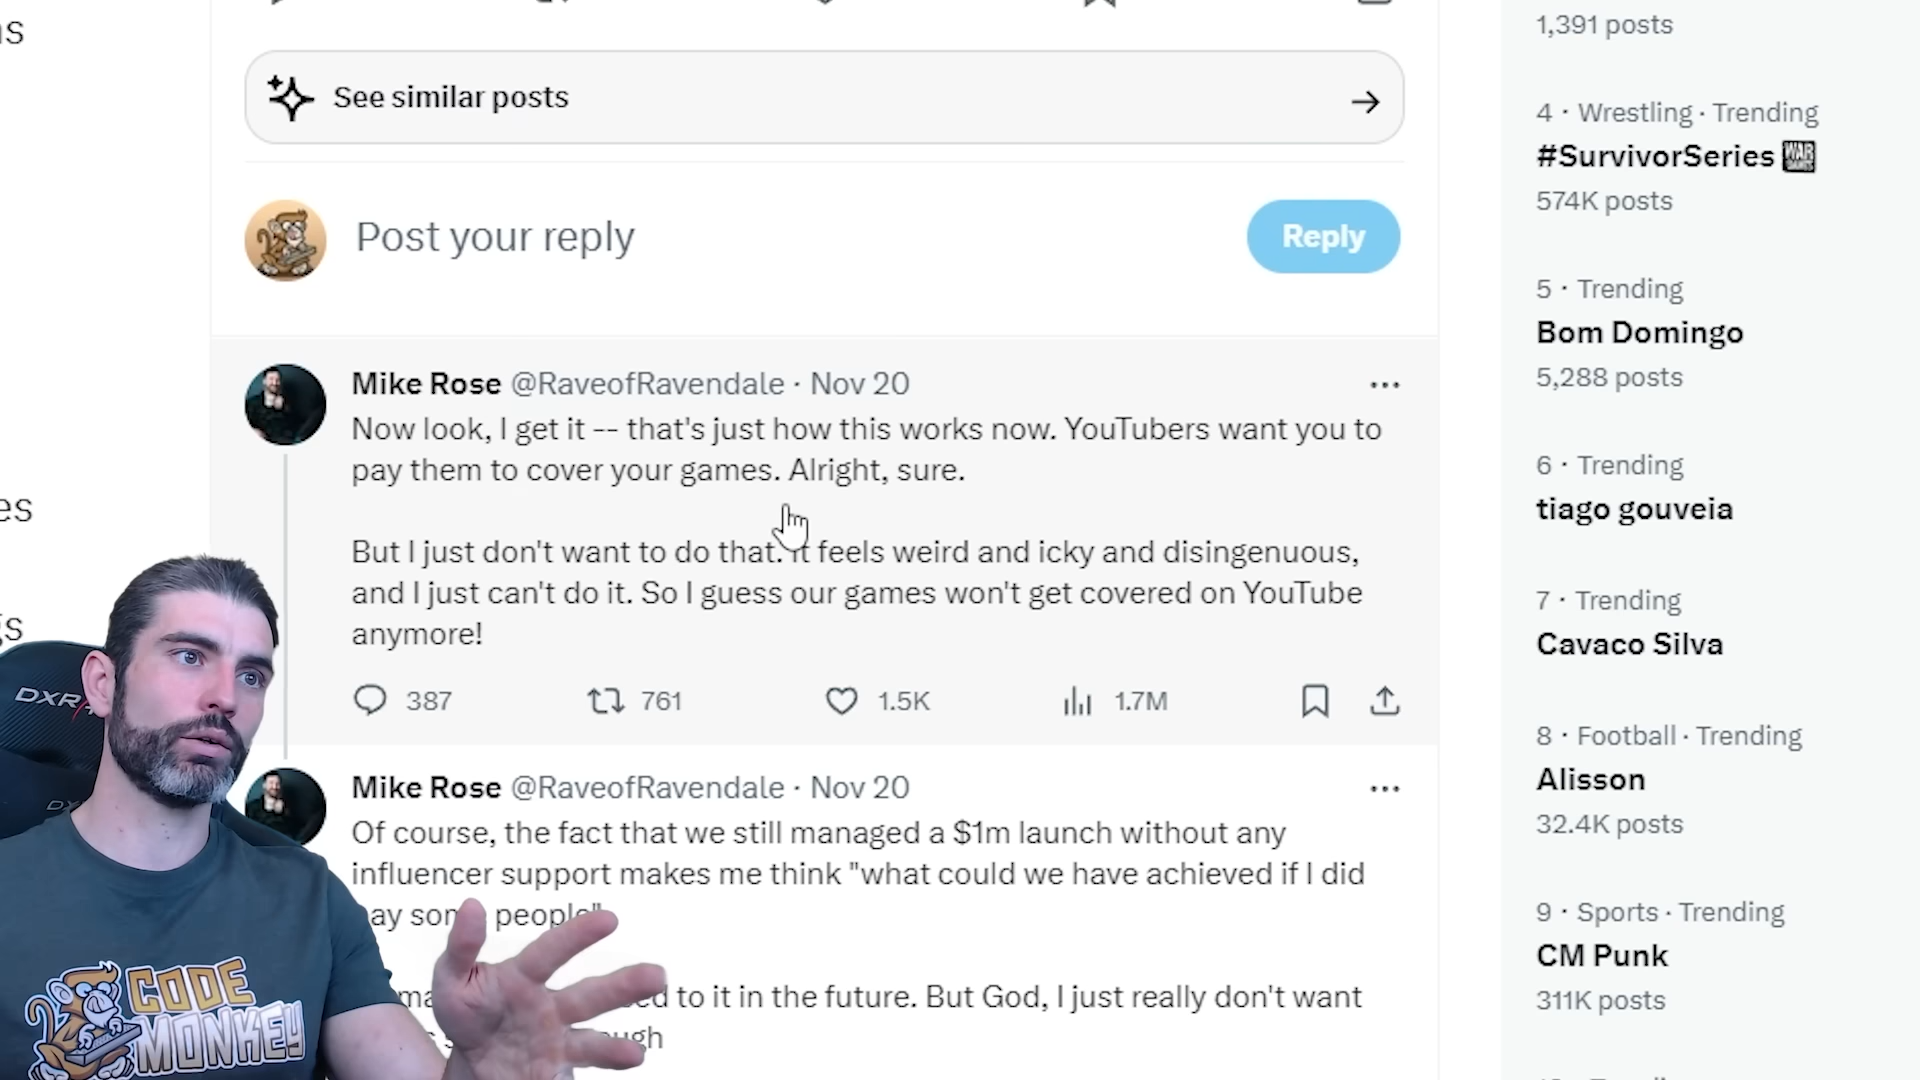 1,391 posts
See similar posts
4 · Wrestling · Trending
#SurvivorSeries
574K posts
Post your reply
Reply
5 · Trending
Bom Domingo
5,288 posts
Mike Rose @RaveofRavendale · Nov 20
Now look, I get it -- that's just how this works now. YouTubers want you to
pay them to cover your games. Alright, sure.
But I just don't want to do that. It feels weird and icky and disingenuous,
and I just can't do it. So I guess our games won't get covered on YouTube
anymore!
387 761 1.5K 1.7M
6 · Trending
tiago gouveia
7 · Trending
Cavaco Silva
Mike Rose @RaveofRavendale · Nov 20
Of course, the fact that we still managed a $1m launch without any
influencer support makes me think "what could we have achieved if I did
people"
to it in the future. But God, I just really don't want
8 · Football · Trending
Alisson
32.4K posts
9 · Sports · Trending
CM Punk
311K posts
DXR
CODE
MONKEY